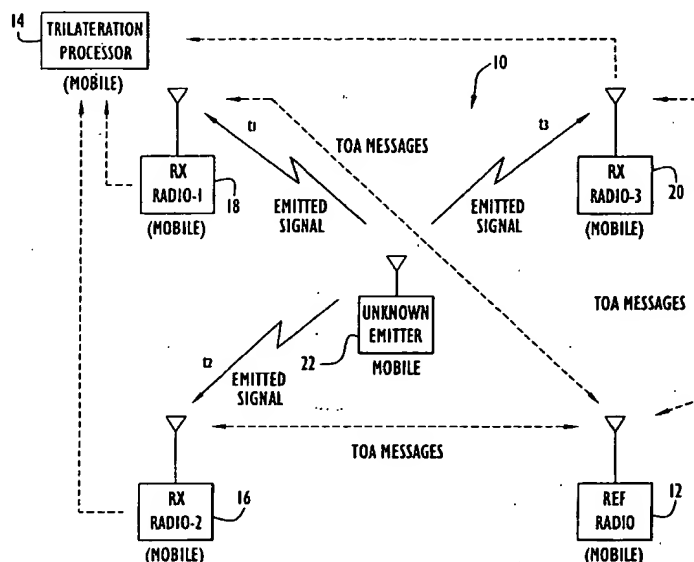 14
TRILATERATION
PROCESSOR
(MOBILE)
10
t1
t3
TOA MESSAGES
RX
RADIO-1
18
(MOBILE)
EMITTED
SIGNAL
EMITTED
SIGNAL
RX
RADIO-3
20
(MOBILE)
UNKNOWN
EMITTER
22
MOBILE
TOA MESSAGES
t2
EMITTED
SIGNAL
TOA MESSAGES
RX
RADIO-2
16
(MOBILE)
REF
RADIO
12
(MOBILE)